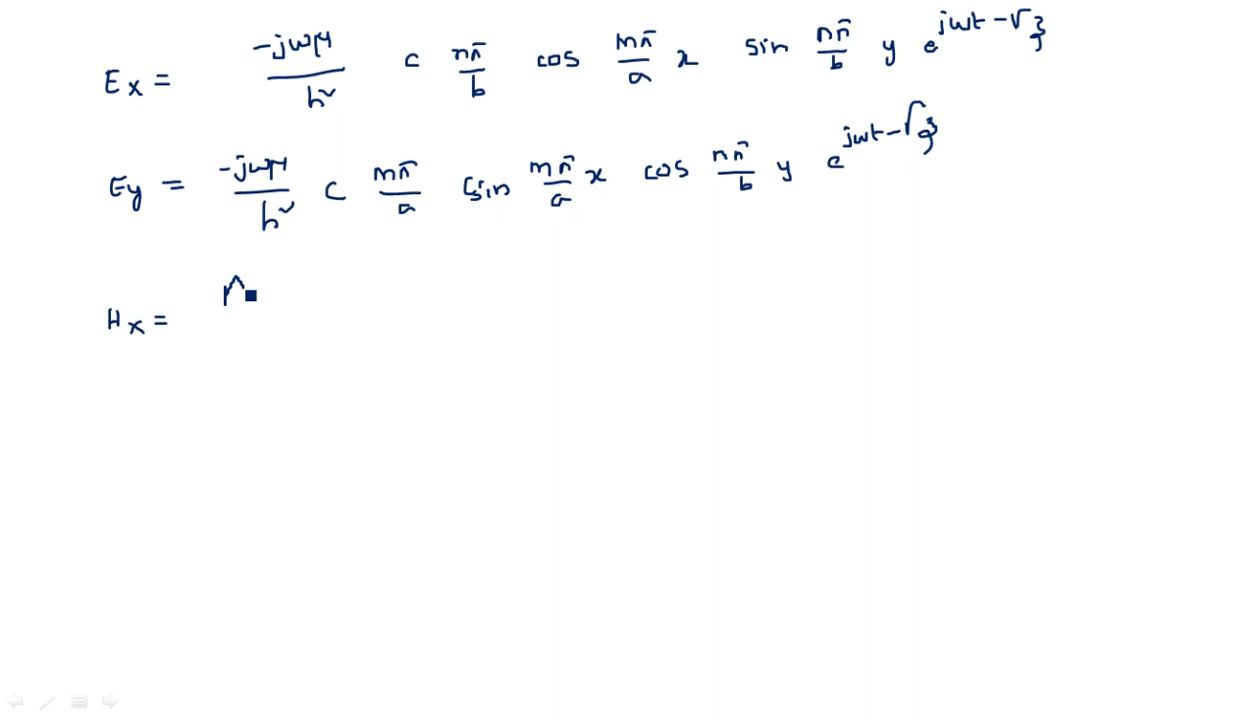 Ex = -jωμ/h² C nπ/b cos mπ/a x sin nπ/b y e^(jωt-√z)
Ey = -jωμ/h² C mπ/a sin mπ/a x cos nπ/b y e^(jωt-Γz)
Hx =